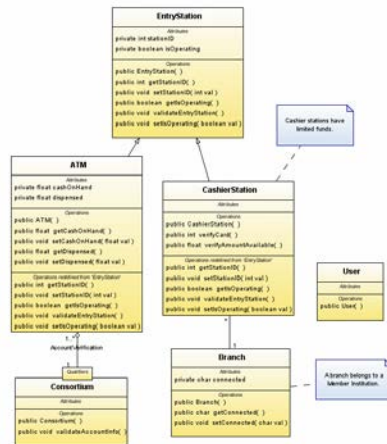 EntryStation
Attributes
private int stationID
private boolean isOperating
Operations
public EntryStation( )
public int getStationID( )
public void setStationID( int val )
public boolean getIsOperating( )
public void validateEntryStation( )
public void setIsOperating( boolean val )
Cashier stations have
limited funds.
ATM
Attributes
private float cashOnHand
private float dispensed
Operations
public ATM( )
public float getCashOnHand( )
public void setCashOnHand( float val )
public float getDispensed( )
public void setDispensed( float val )
Operations redefined from 'EntryStation'
public int getStationID( )
public void setStationID( int val )
public boolean getIsOperating( )
public void validateEntryStation( )
public void setIsOperating( boolean val )
CashierStation
Attributes
Operations
public CashierStation( )
public int verifyCard( )
public float verifyAmountAvailable( )
Operations redefined from 'EntryStation'
public int getStationID( )
public void setStationID( int val )
public boolean getIsOperating( )
public void validateEntryStation( )
public void setIsOperating( boolean val )
User
Attributes
Operations
public User( )
1..*
AccountVerification
1..*
Qualifiers
Consortium
Attributes
Operations
public Consortium( )
public void validateAccountInfo( )
*
1
Branch
Attributes
private char connected
Operations
public Branch( )
public char getConnected( )
public void setConnected( char val )
A branch belongs to a
Member Institution.